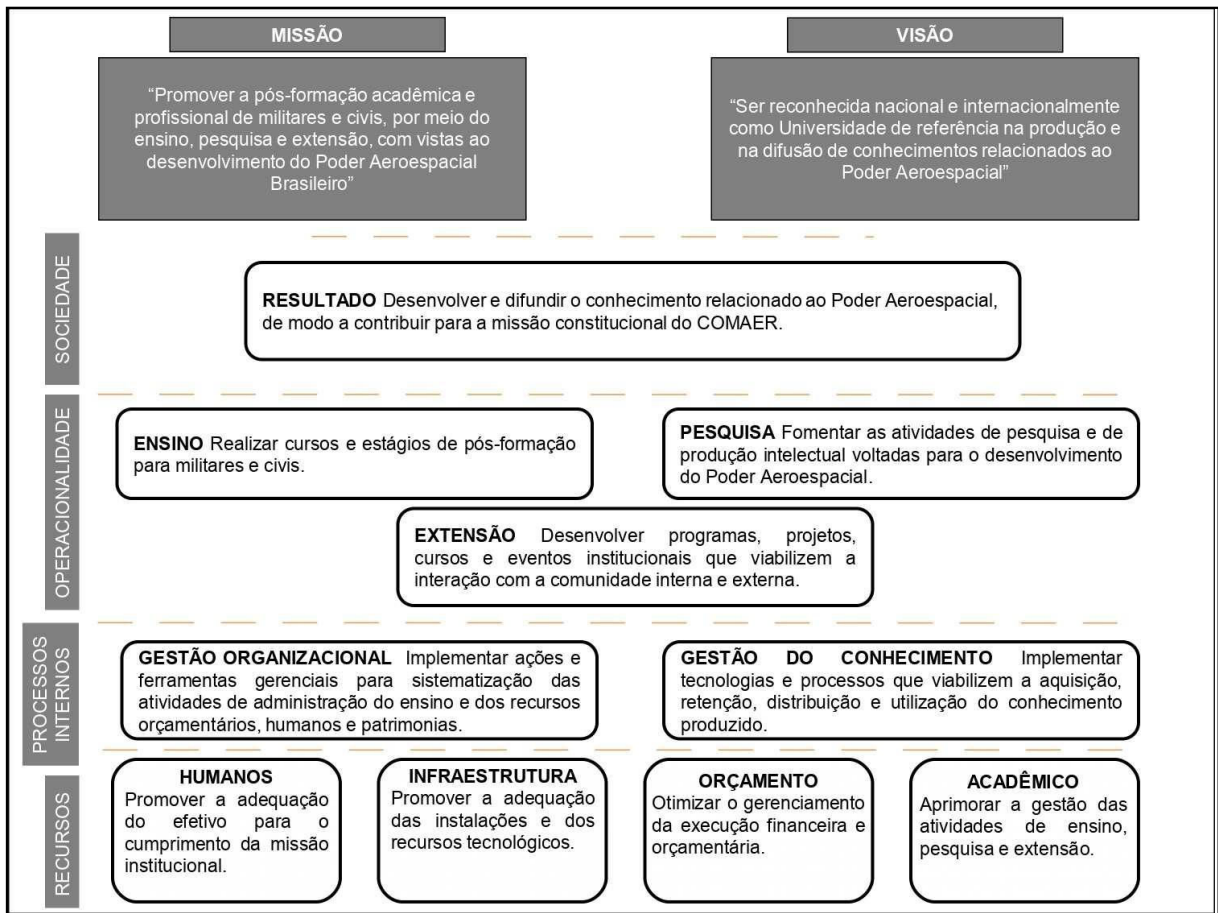 MISSÃO
“Promover a pós-formação acadêmica e
profissional de militares e civis, por meio do
ensino, pesquisa e extensão, com vistas ao
desenvolvimento do Poder Aeroespacial
Brasileiro”
VISÃO
“Ser reconhecida nacional e internacionalmente
como Universidade de referência na produção e
na difusão de conhecimentos relacionados ao
Poder Aeroespacial”
SOCIEDADE
RESULTADO Desenvolver e difundir o conhecimento relacionado ao Poder Aeroespacial,
de modo a contribuir para a missão constitucional do COMAER.
OPERACIONALIDADE
ENSINO Realizar cursos e estágios de pós-formação
para militares e civis.
PESQUISA Fomentar as atividades de pesquisa e de
produção intelectual voltadas para o desenvolvimento
do Poder Aeroespacial.
EXTENSÃO Desenvolver programas, projetos,
cursos e eventos institucionais que viabilizem a
interação com a comunidade interna e externa.
PROCESSOS
INTERNOS
GESTÃO ORGANIZACIONAL Implementar ações e
ferramentas gerenciais para sistematização das
atividades de administração do ensino e dos recursos
orçamentários, humanos e patrimonias.
GESTÃO DO CONHECIMENTO Implementar
tecnologias e processos que viabilizem a aquisição,
retenção, distribuição e utilização do conhecimento
produzido.
RECURSOS
HUMANOS
Promover a adequação
do efetivo para o
cumprimento da missão
institucional.
INFRAESTRUTURA
Promover a adequação
das instalações e dos
recursos tecnológicos.
ORÇAMENTO
Otimizar o gerenciamento
da execução financeira e
orçamentária.
ACADÊMICO
Aprimorar a gestão das
atividades de ensino,
pesquisa e extensão.